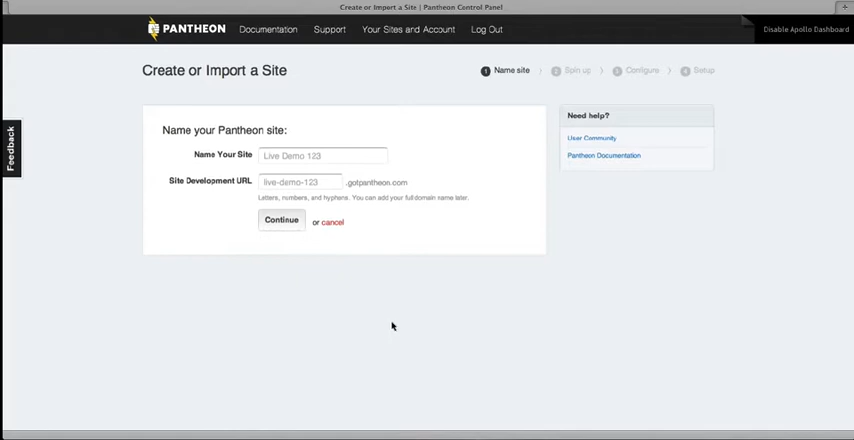 Create or Import a Site | Pantheon Control Panel
PANTHEON Documentation Support Your Sites and Account Log Out
Disable Apollo Dashboard
Create or Import a Site
1 Name site 2 Spin up 3 Configure 4 Setup
Feedback
Name your Pantheon site:
Name Your Site Live Demo 123
Site Development URL live-demo-123 .gotpantheon.com
Letters, numbers, and hyphens. You can add your full domain name later.
Continue or cancel
Need help?
User Community
Pantheon Documentation